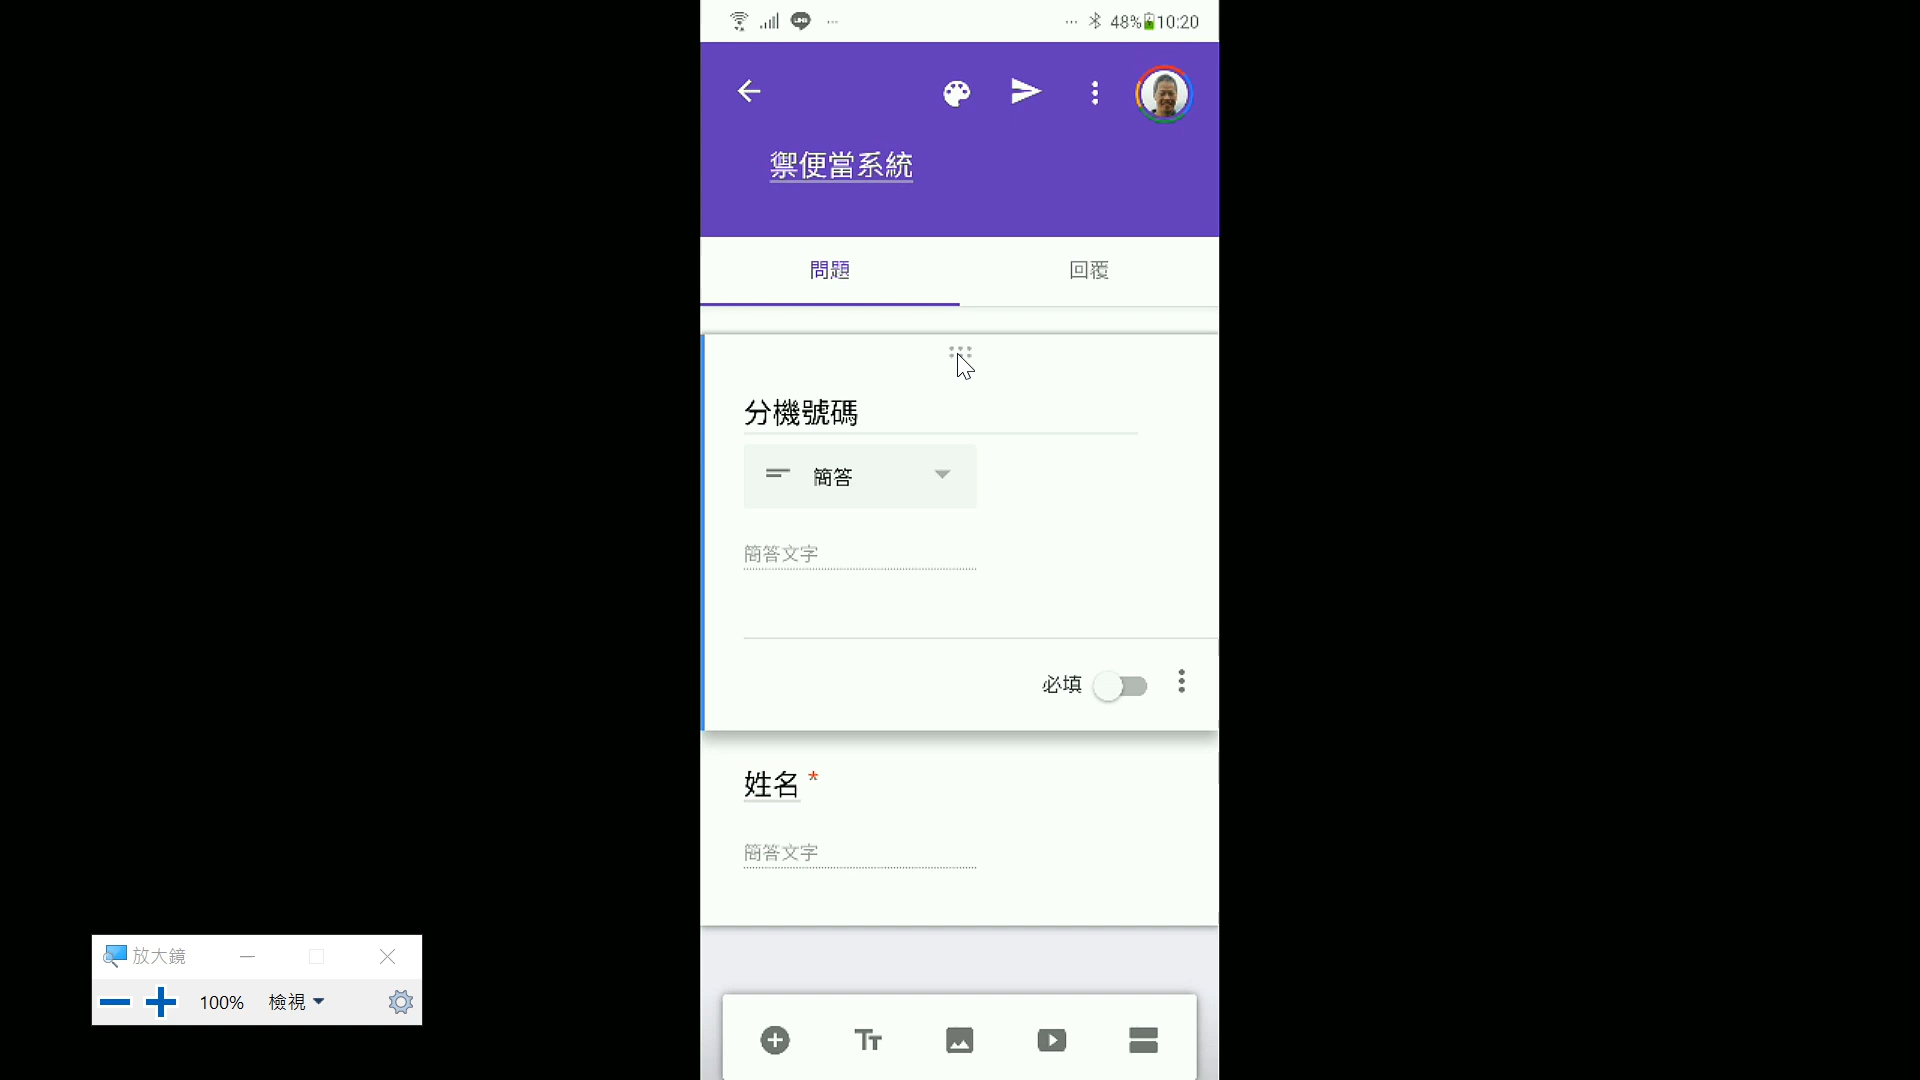 48% 10:20
禦便當系統
問題
回覆
分機號碼
簡答
簡答文字
必填
姓名 *
簡答文字
放大鏡
100% 檢視